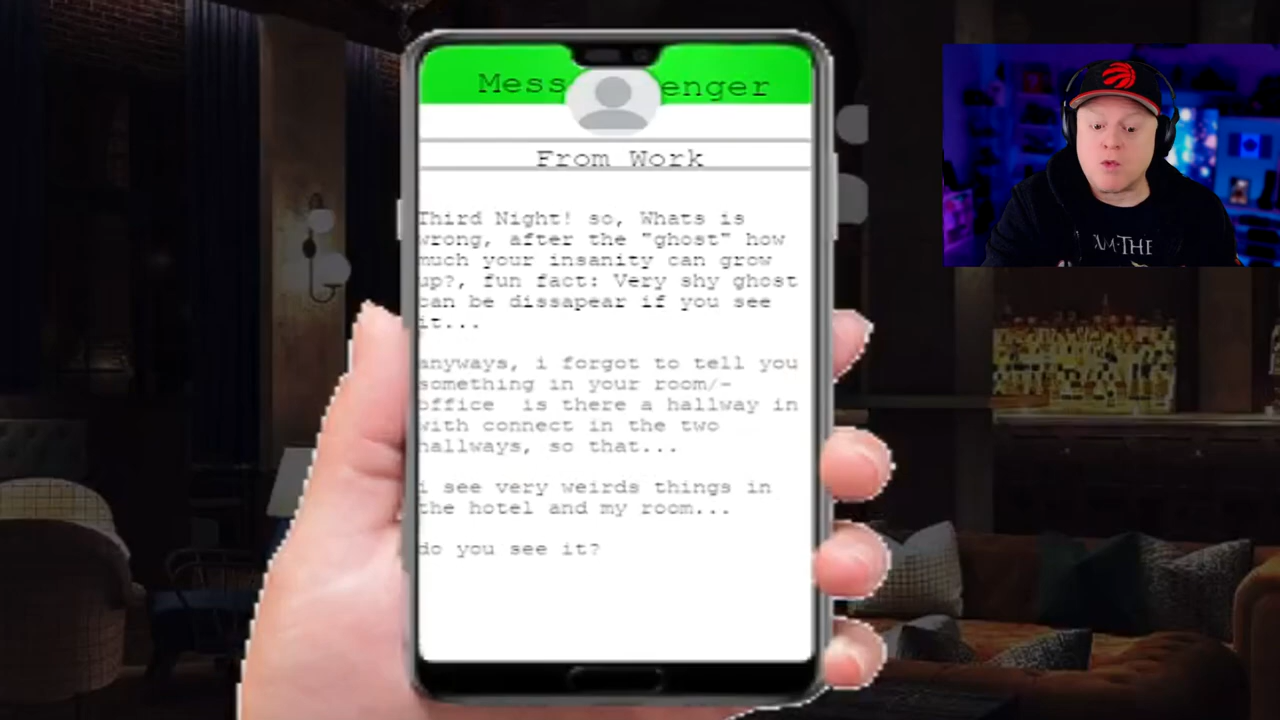 Mess enger
From Work
Third Night! so, Whats is
wrong, after the "ghost" how
much your insanity can grow
up?, fun fact: Very shy ghost
can be dissapear if you see
it...
anyways, i forgot to tell you
something in your room/-
office is there a hallway in
with connect in the two
hallways, so that...
i see very weirds things in
the hotel and my room...
do you see it?